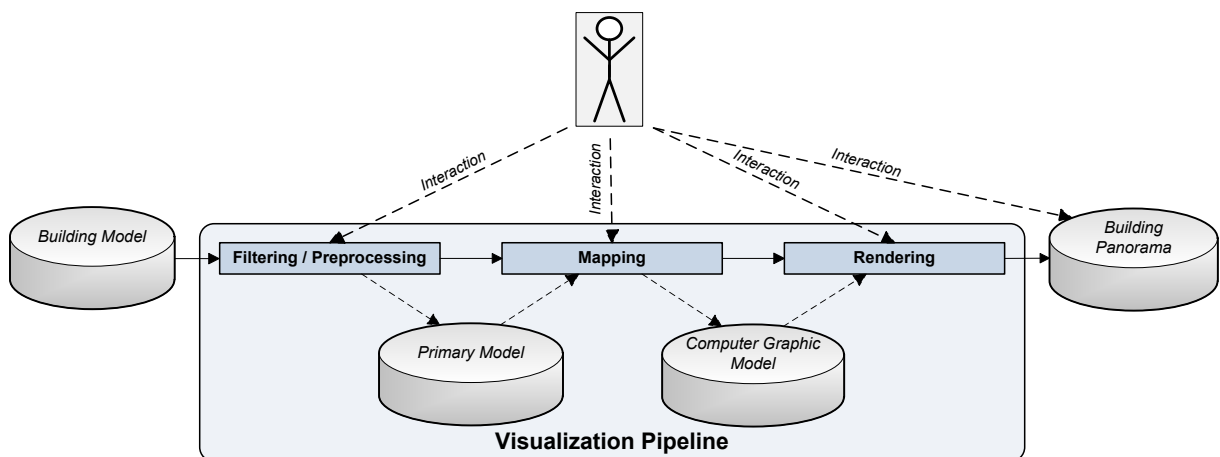 Interaction
Interaction
Interaction
Interaction
Building Model
Building
Panorama
Filtering / Preprocessing
Mapping
Rendering
Primary Model
Computer Graphic
Model
Visualization Pipeline